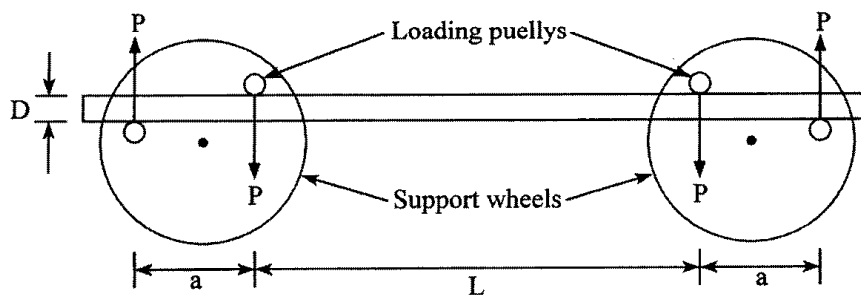 P Loading puellys P
D
P P
Support wheels
a L a